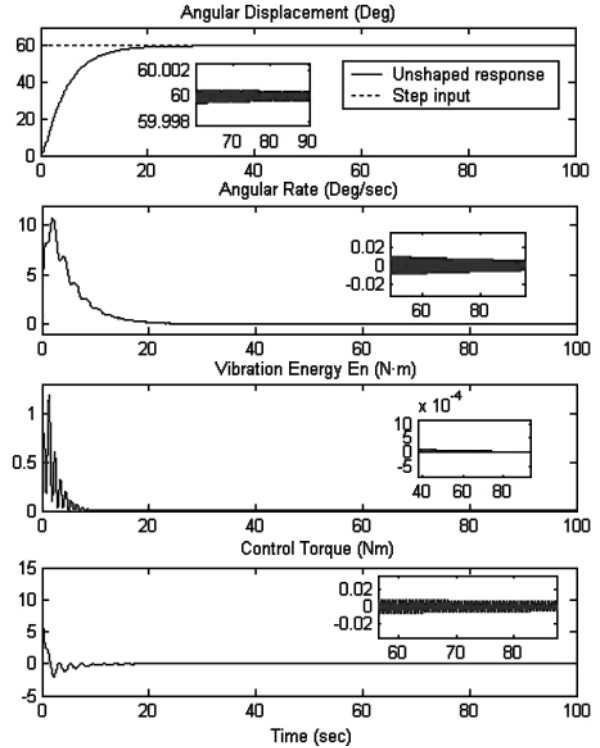 Angular Displacement (Deg)
60
40
20
0
60.002
60
59.998
70 80 90
Unshaped response
Step input
0 20 40 60 80 100
Angular Rate (Deg/sec)
10
5
0
0.02
0
-0.02
60 80
0 20 40 60 80 100
Vibration Energy En (N·m)
1
0.5
0
x 10-4
10
5
0
-5
40 60 80
0 20 40 60 80 100
Control Torque (Nm)
15
10
5
0
-5
0.02
0
-0.02
60 70 80
0 20 40 60 80 100
Time (sec)